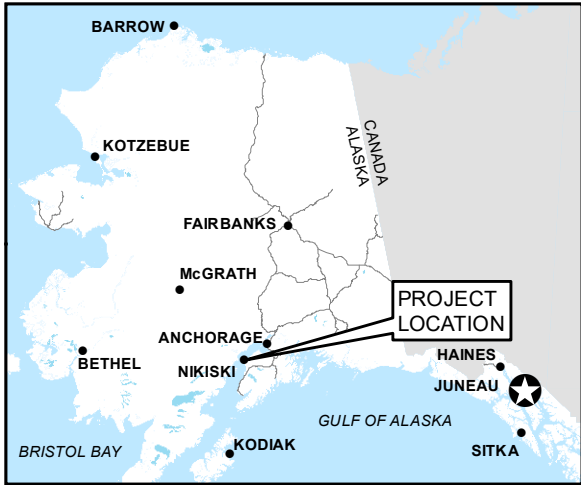 BARROW
CANADA
ALASKA
KOTZEBUE
FAIRBANKS
McGRATH
PROJECT
LOCATION
ANCHORAGE
BETHEL
NIKISKI
HAINES
JUNEAU
GULF OF ALASKA
BRISTOL BAY
KODIAK
SITKA